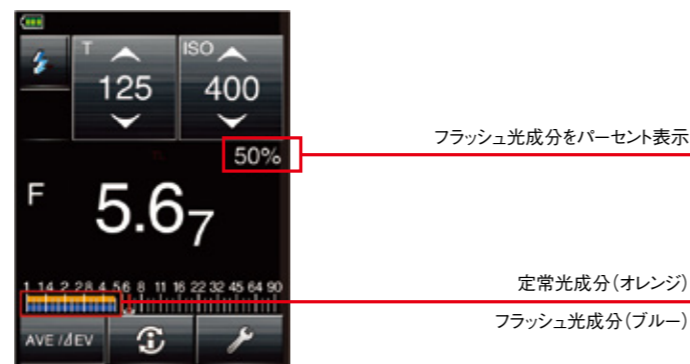 T
ISO
125
400
50%
フラッシュ光成分をパーセント表示
F
5.67
1 1.4 2 2.8 4 5.6 8 11 16 22 32 45 64 90
定常光成分(オレンジ)
フラッシュ光成分(ブルー)
AVE/⊿EV